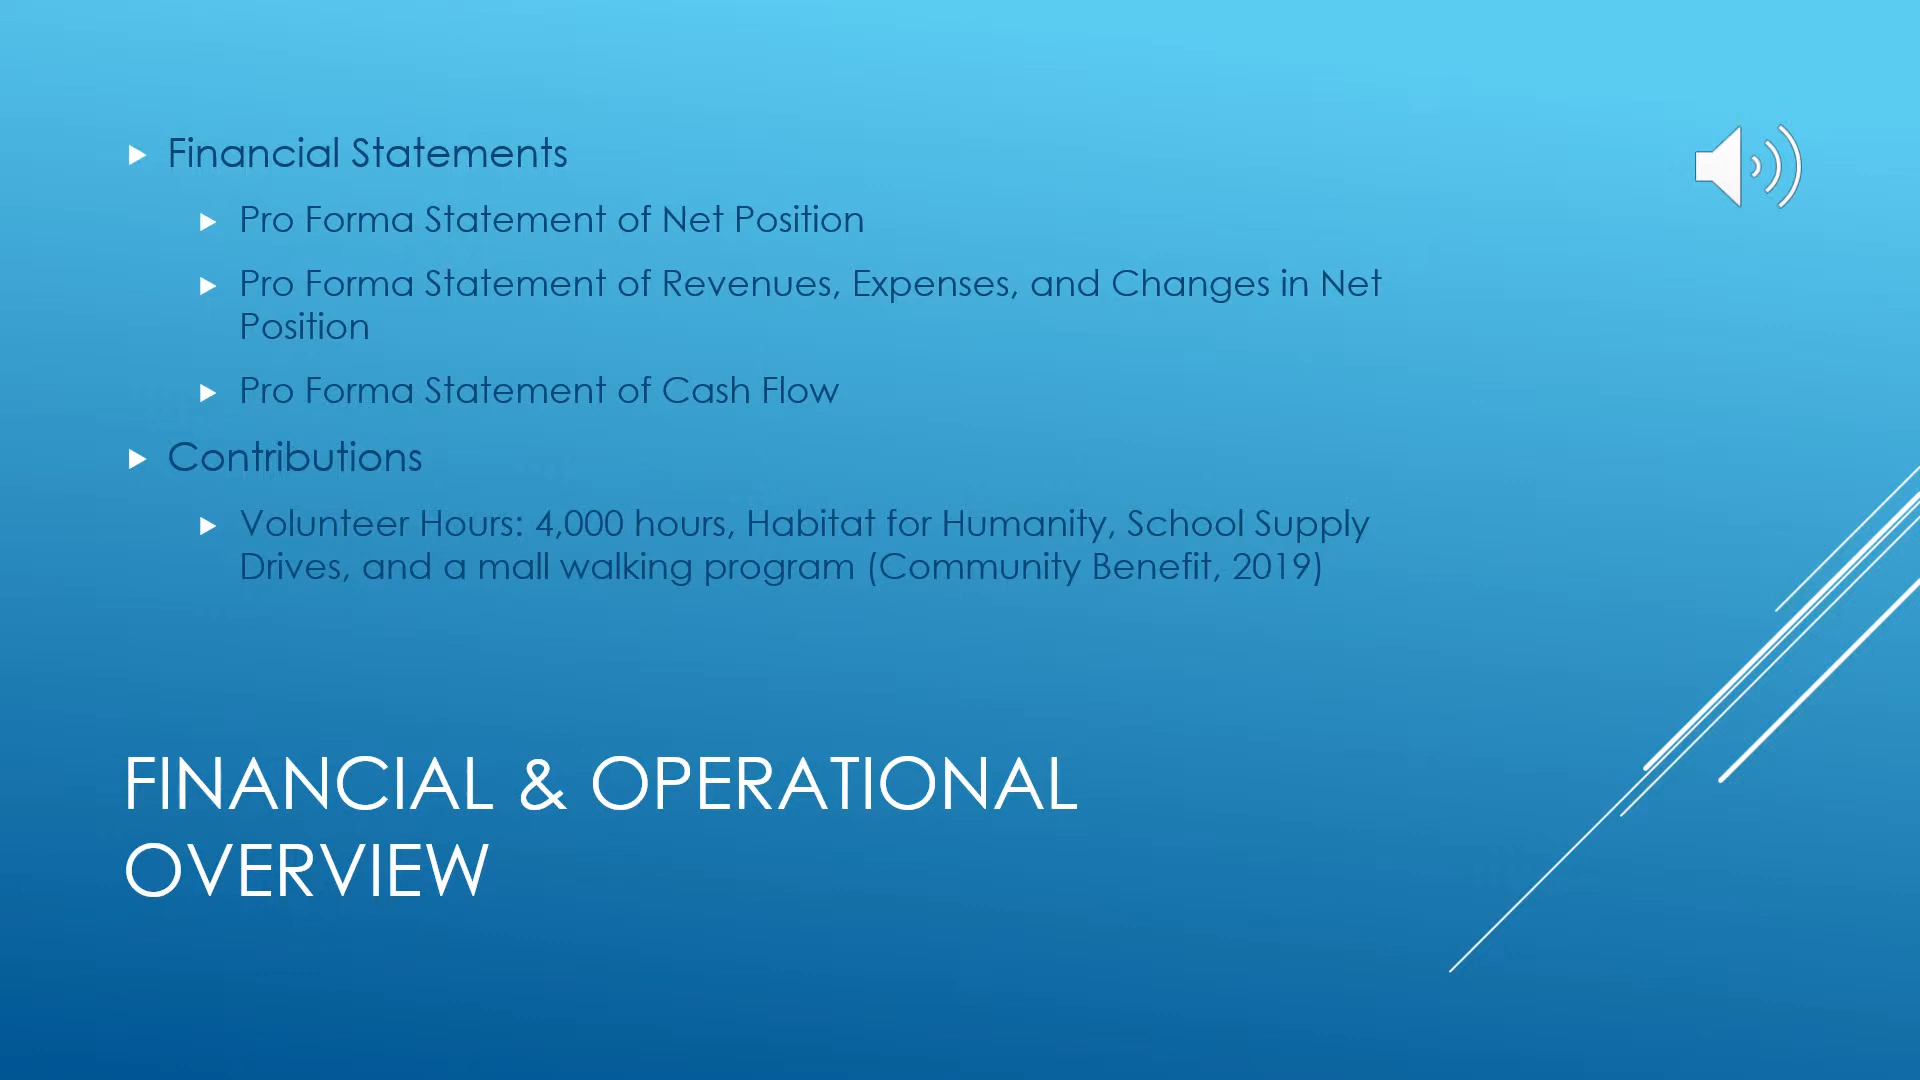 Financial Statements
Pro Forma Statement of Net Position
Pro Forma Statement of Revenues, Expenses, and Changes in Net
Position
Pro Forma Statement of Cash Flow
Contributions
Volunteer Hours: 4,000 hours, Habitat for Humanity, School Supply
Drives, and a mall walking program (Community Benefit, 2019)
FINANCIAL & OPERATIONAL
OVERVIEW